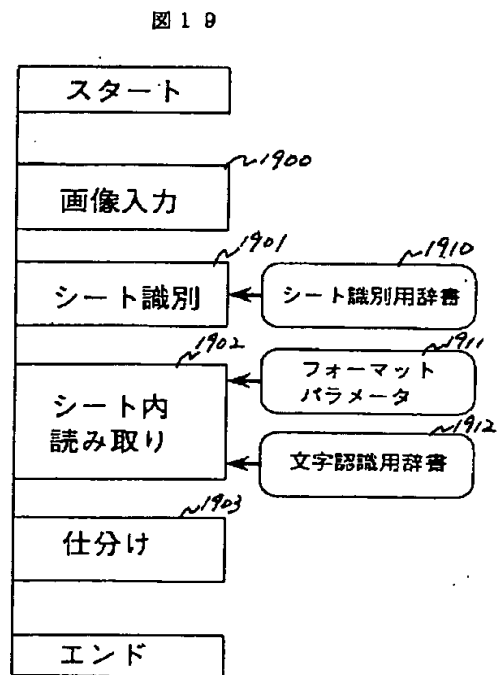 図19
スタート
1900
画像入力
1901
シート識別
1910
シート識別用辞書
1902
シート内
読み取り
1911
フォーマット
パラメータ
1912
文字認識用辞書
1903
仕分け
エンド